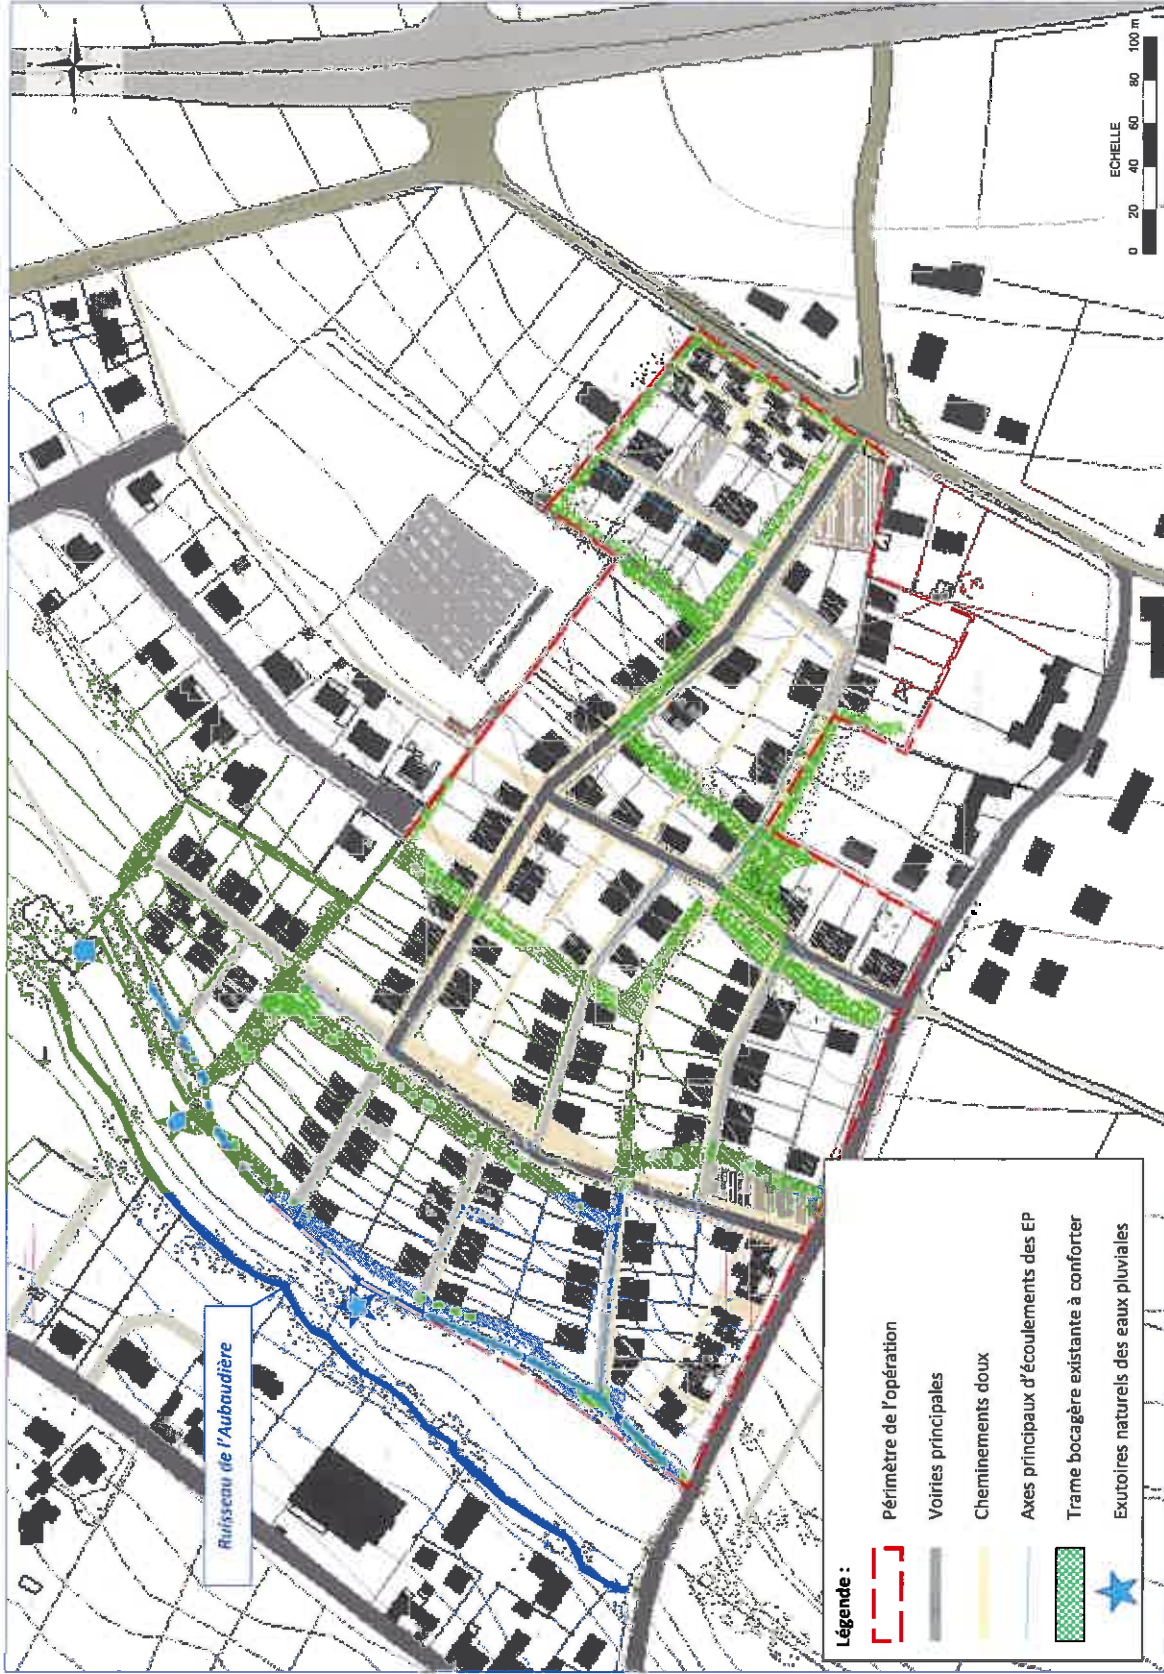 Ruisseau de l'Aubaudière
Légende :
Périmètre de l'opération
Voiries principales
Cheminements doux
Axes principaux d'écoulements des EP
Trame bocagère existante à conforter
Exutoires naturels des eaux pluviales
ECHELLE
0 20 40 60 80 100 m